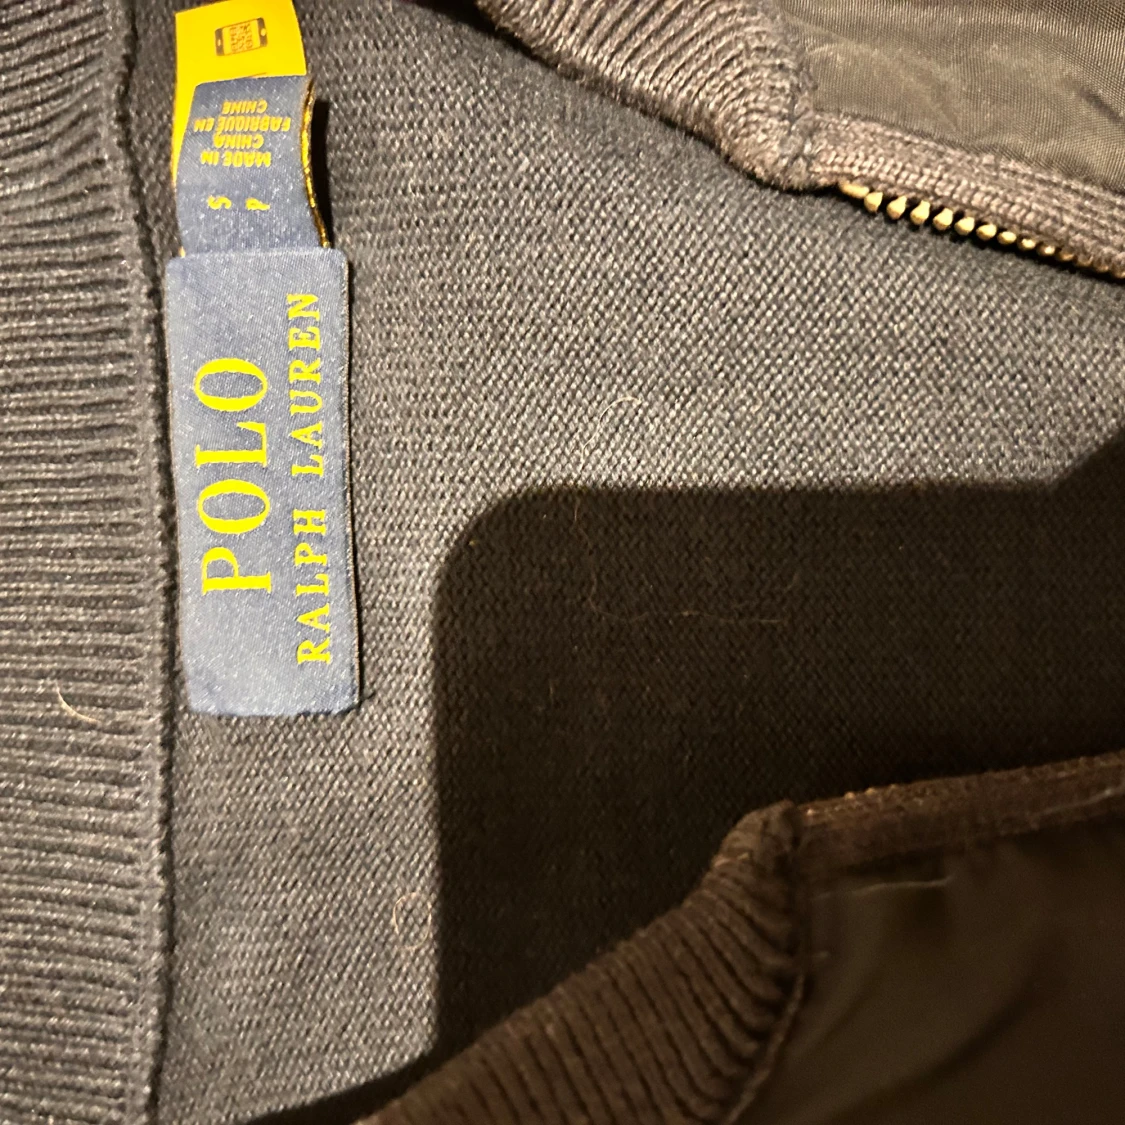 POLO
RALPH LAUREN
S
P
MADE IN
CHINA
FABRIQUÉ EN
CHINE